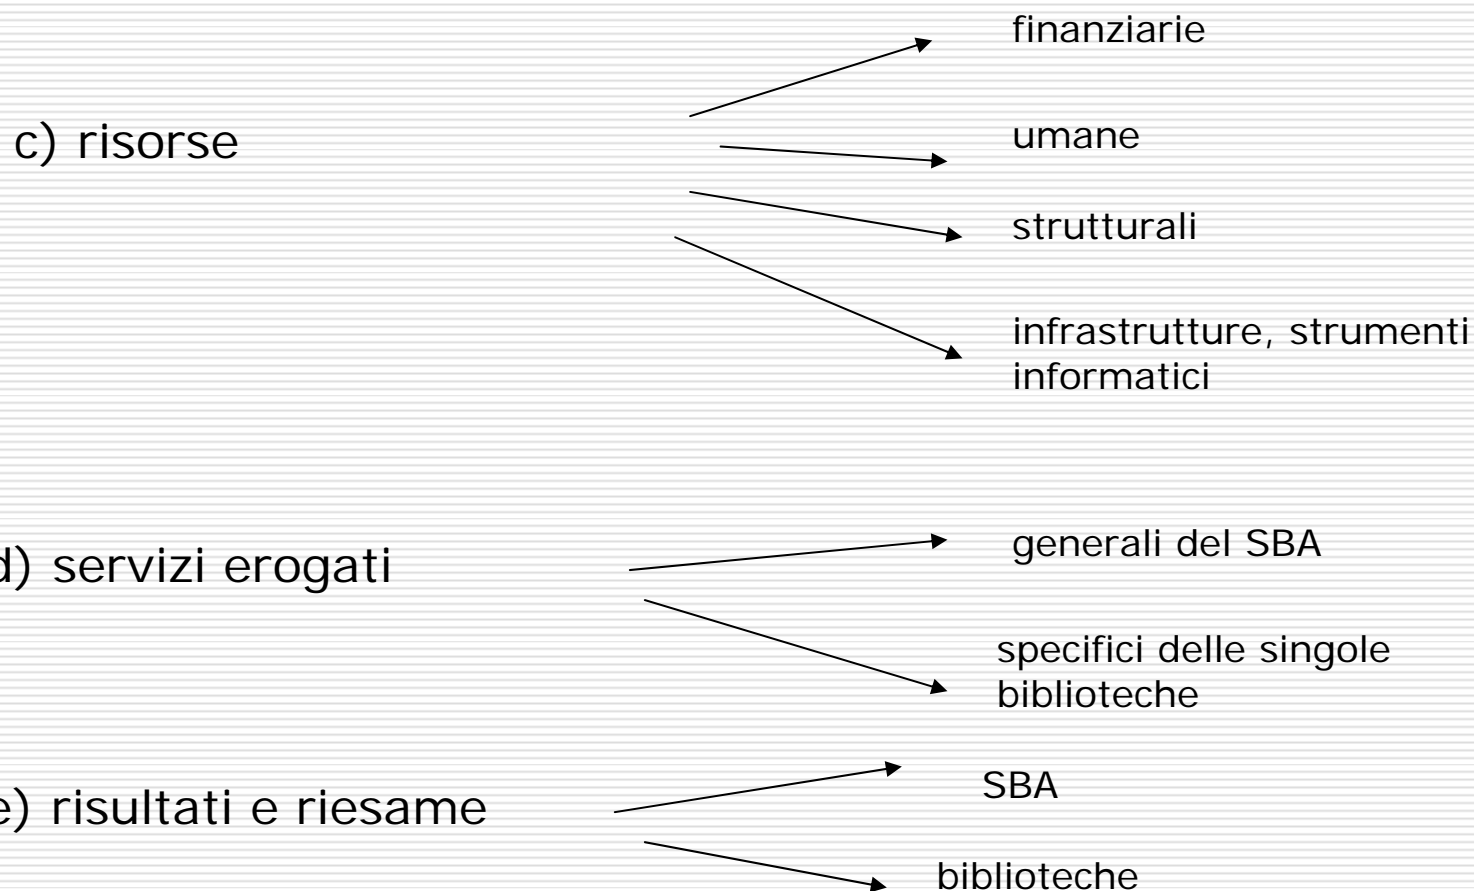 c) risorse
finanziarie
umane
strutturali
infrastrutture, strumenti
informatici
d) servizi erogati
generali del SBA
specifici delle singole
biblioteche
e) risultati e riesame
SBA
biblioteche